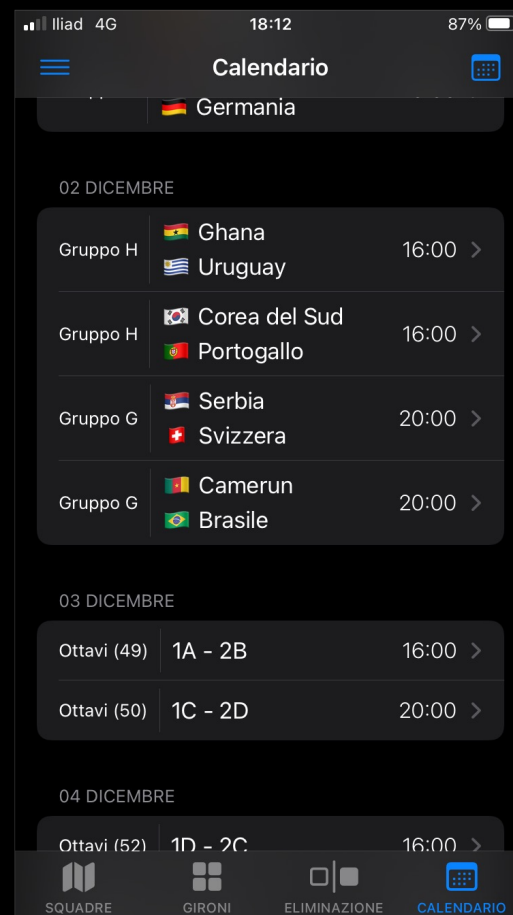 Iliad 4G 18:12 87%
Calendario
Germania
02 DICEMBRE
Gruppo H
Ghana
Uruguay
16:00
Gruppo H
Corea del Sud
Portogallo
16:00
Gruppo G
Serbia
Svizzera
20:00
Gruppo G
Camerun
Brasile
20:00
03 DICEMBRE
Ottavi (49) 1A - 2B 16:00
Ottavi (50) 1C - 2D 20:00
04 DICEMBRE
Ottavi (52) 1D - 2C 16:00
SQUADRE GIRONI ELIMINAZIONE CALENDARIO